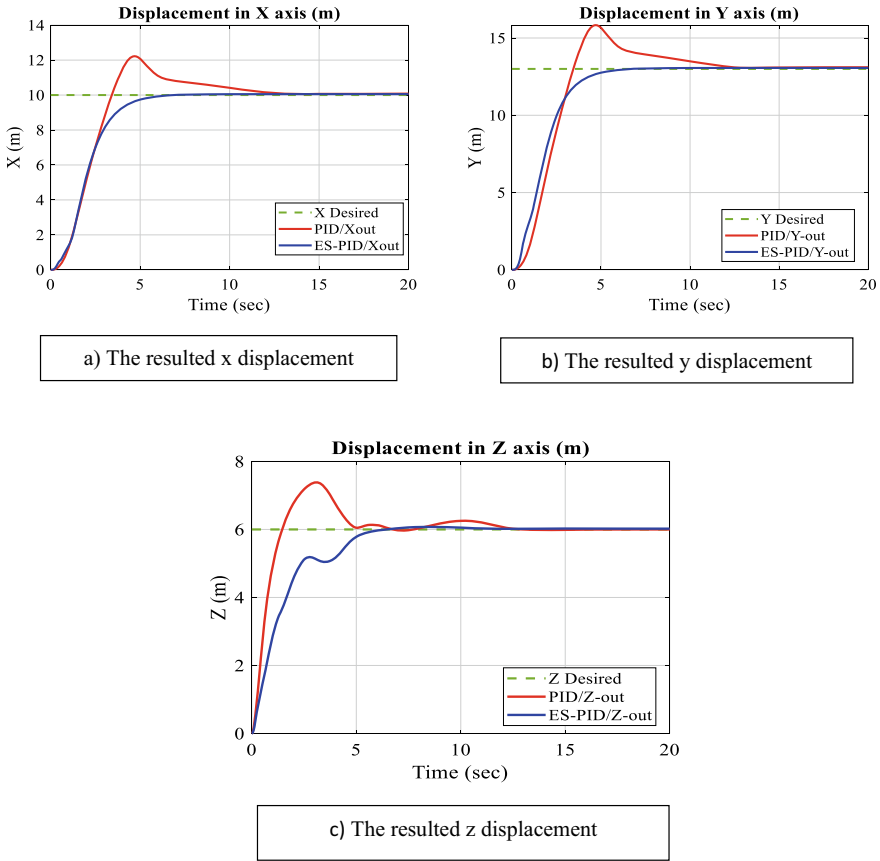 Displacement in X axis (m)
14
12
10
8
6
4
2
0
X (m)
X Desired
PID/Xout
ES-PID/Xout
0 5 10 15 20
Time (sec)
a) The resulted x displacement
Displacement in Y axis (m)
15
10
5
0
Y (m)
Y Desired
PID/Y-out
ES-PID/Y-out
0 5 10 15 20
Time (sec)
b) The resulted y displacement
Displacement in Z axis (m)
8
6
4
2
0
Z (m)
Z Desired
PID/Z-out
ES-PID/Z-out
0 5 10 15 20
Time (sec)
c) The resulted z displacement